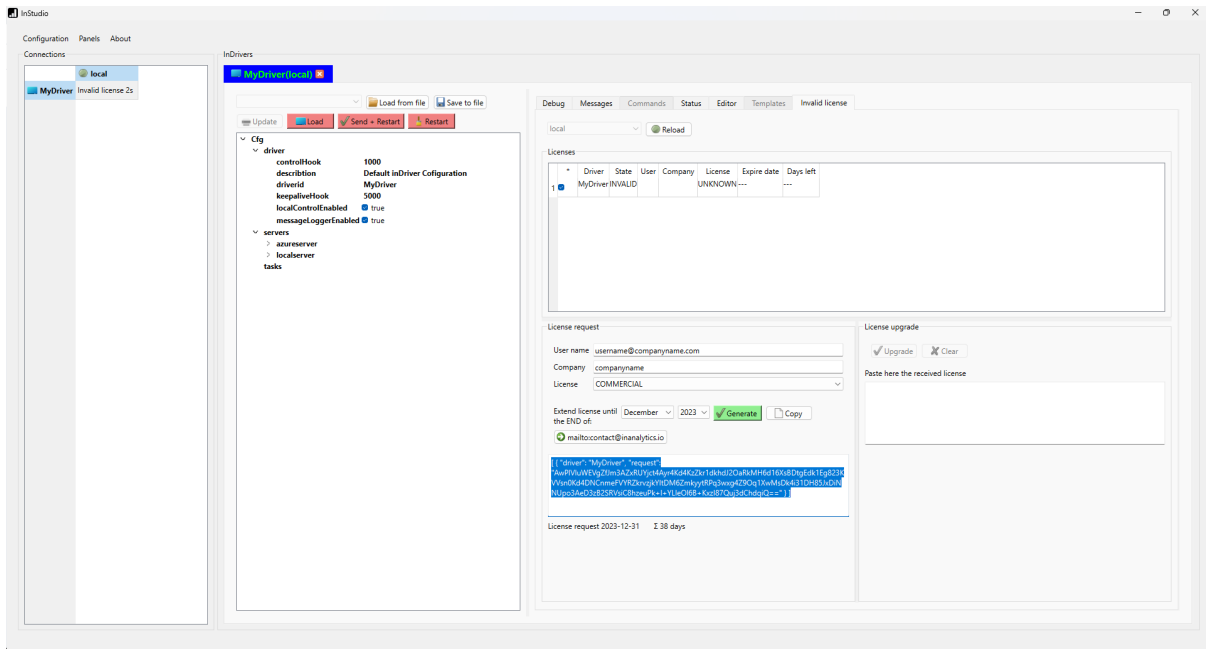 InStudio
Configuration Panels About
Connections
local
MyDriver Invalid license 2s
InDrivers
MyDriver(local)
Load from file Save to file
Update Load Send + Restart Restart
Cfg
driver
controlHook 1000
describtion Default inDriver Cofiguration
driverid MyDriver
keepaliveHook 5000
localControlEnabled true
messageLoggerEnabled true
servers
azureserver
localserver
tasks
Debug Messages Commands Status Editor Templates Invalid license
local Reload
Licenses
* Driver State User Company License Expire date Days left
1 MyDriver INVALID UNKNOWN --- ---
License request
User name username@companyname.com
Company companyname
License COMMERCIAL
Extend license until December 2023 Generate Copy
the END of:
mailto:contact@inanalytics.io
[ { "driver": "MyDriver", "request":
License request 2023-12-31 Σ 38 days
License upgrade
Upgrade Clear
Paste here the received license